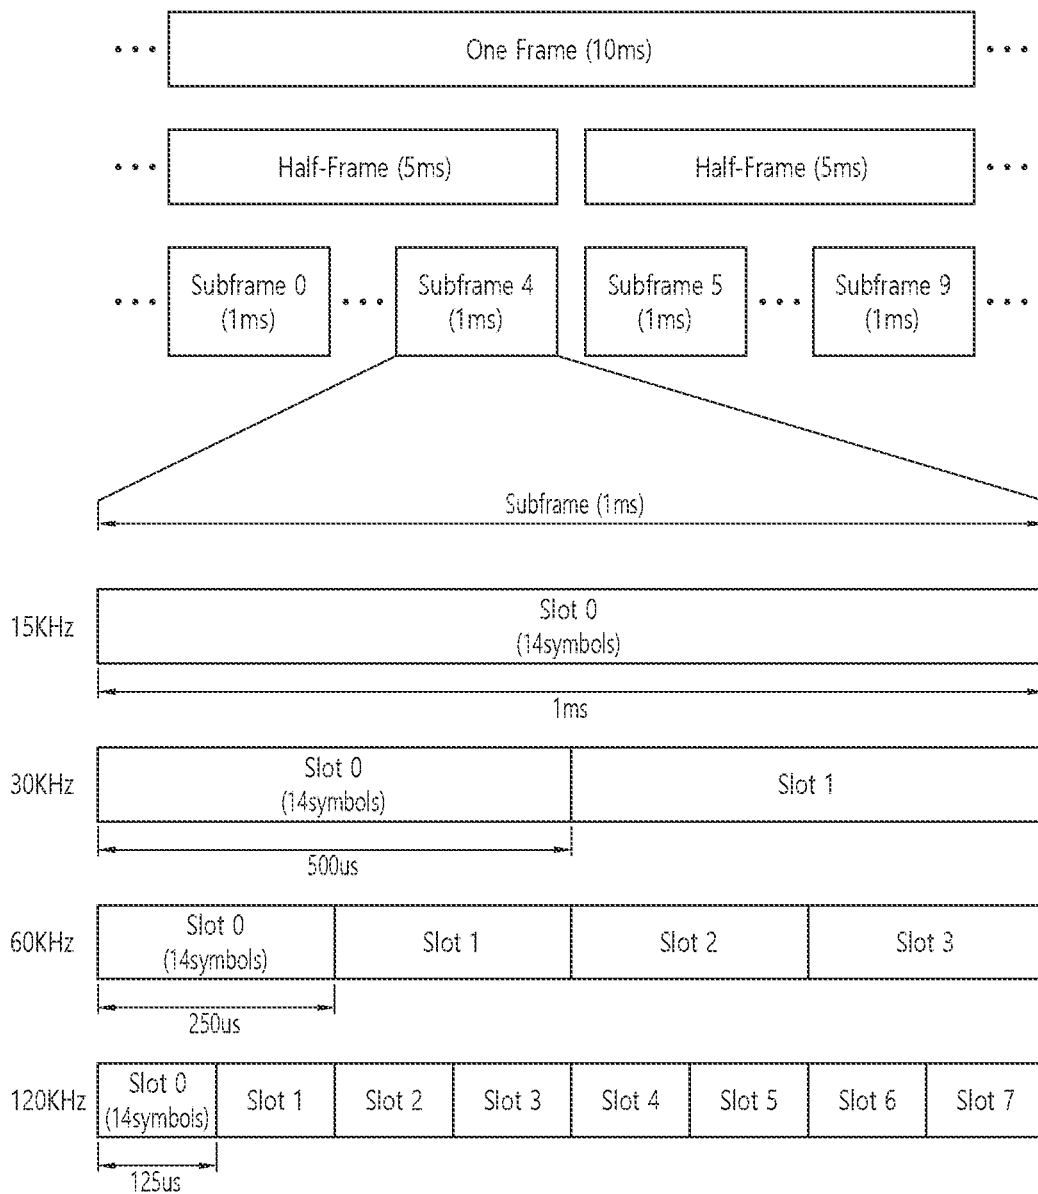 One Frame (10ms)
Half-Frame (5ms)
Half-Frame (5ms)
Subframe 0
(1ms)
Subframe 4
(1ms)
Subframe 5
(1ms)
Subframe 9
(1ms)
Subframe (1ms)
15KHz
Slot 0
(14symbols)
1ms
30KHz
Slot 0
(14symbols)
Slot 1
500us
60KHz
Slot 0
(14symbols)
Slot 1
Slot 2
Slot 3
250us
120KHz
Slot 0
(14symbols)
Slot 1
Slot 2
Slot 3
Slot 4
Slot 5
Slot 6
Slot 7
125us